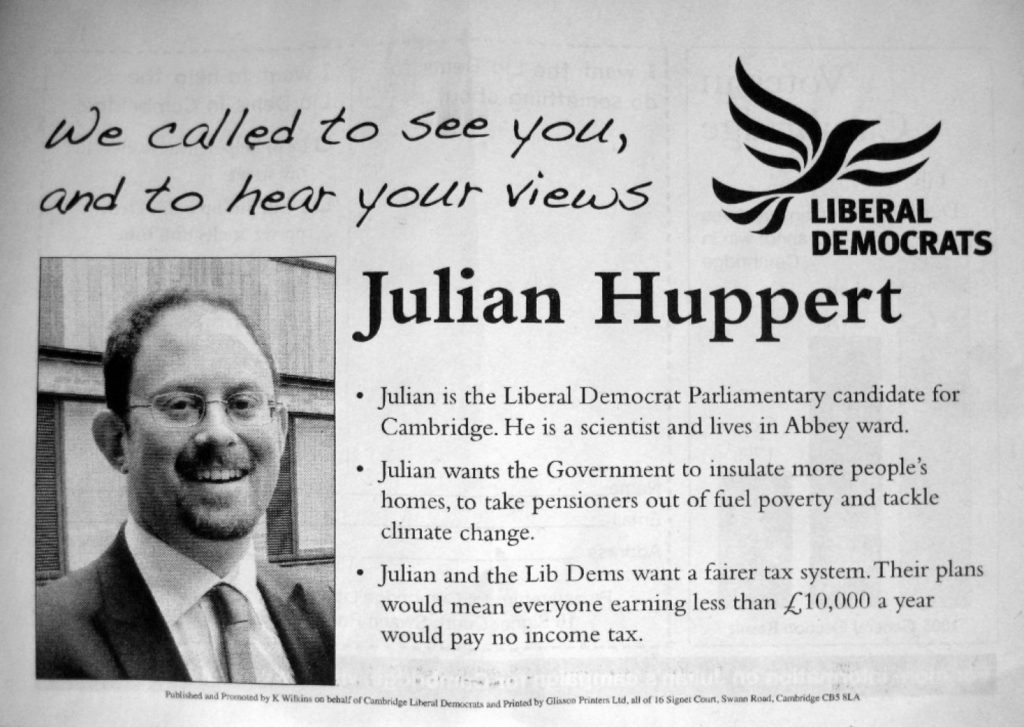 We called to see you,
and to hear your views
LIBERAL
DEMOCRATS
Julian Huppert
• Julian is the Liberal Democrat Parliamentary candidate for
Cambridge. He is a scientist and lives in Abbey ward.
• Julian wants the Government to insulate more people's
homes, to take pensioners out of fuel poverty and tackle
climate change.
• Julian and the Lib Dems want a fairer tax system. Their plans
would mean everyone earning less than £10,000 a year
would pay no income tax.
Published and Promoted by K Wilkins on behalf of Cambridge Liberal Democrats and Printed by Glisson Printers Ltd, all of 16 Signet Court, Swann Road, Cambridge CB5 8LA